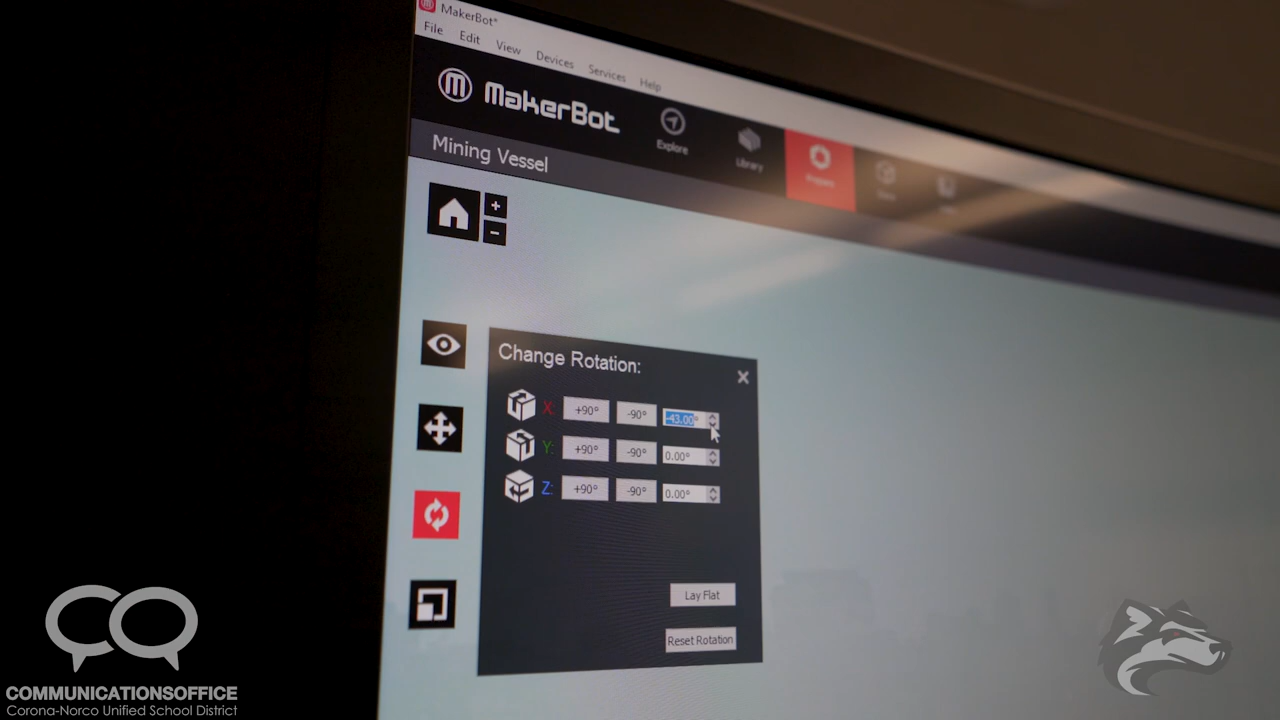 MakerBot*
File Edit View Devices Services Help
MakerBot
Explore
Library
Prepare
Mining Vessel
+
-
Change Rotation:
X: +90° -90° -43.00°
Y: +90° -90° 0.00°
Z: +90° -90° 0.00°
Lay Flat
Reset Rotation
COMMUNICATIONSOFFICE
Corona-Norco Unified School District